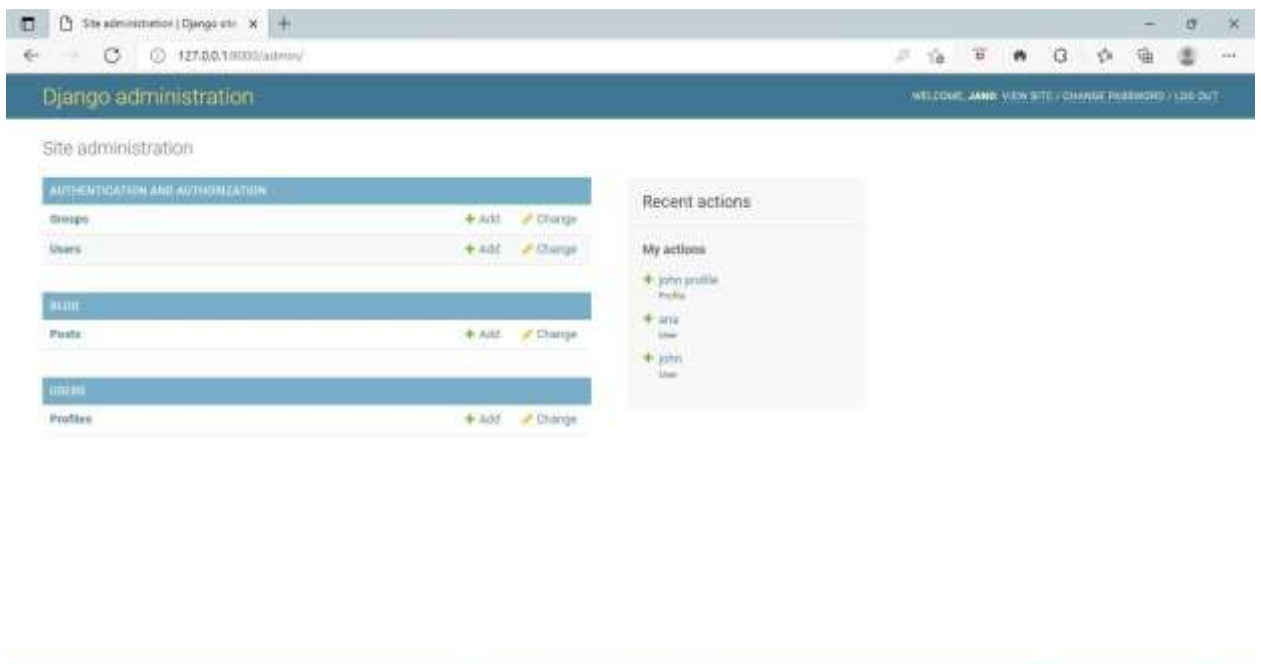 Site administration | Django site
127.0.0.1:8000/admin/
Django administration
WELCOME, JANO. VIEW SITE / CHANGE PASSWORD / LOG OUT
Site administration
AUTHENTICATION AND AUTHORIZATION
Groups + Add Change
Users + Add Change
BLOG
Posts + Add Change
USERS
Profiles + Add Change
Recent actions
My actions
+ john profile
Profile
+ ana
User
+ john
User